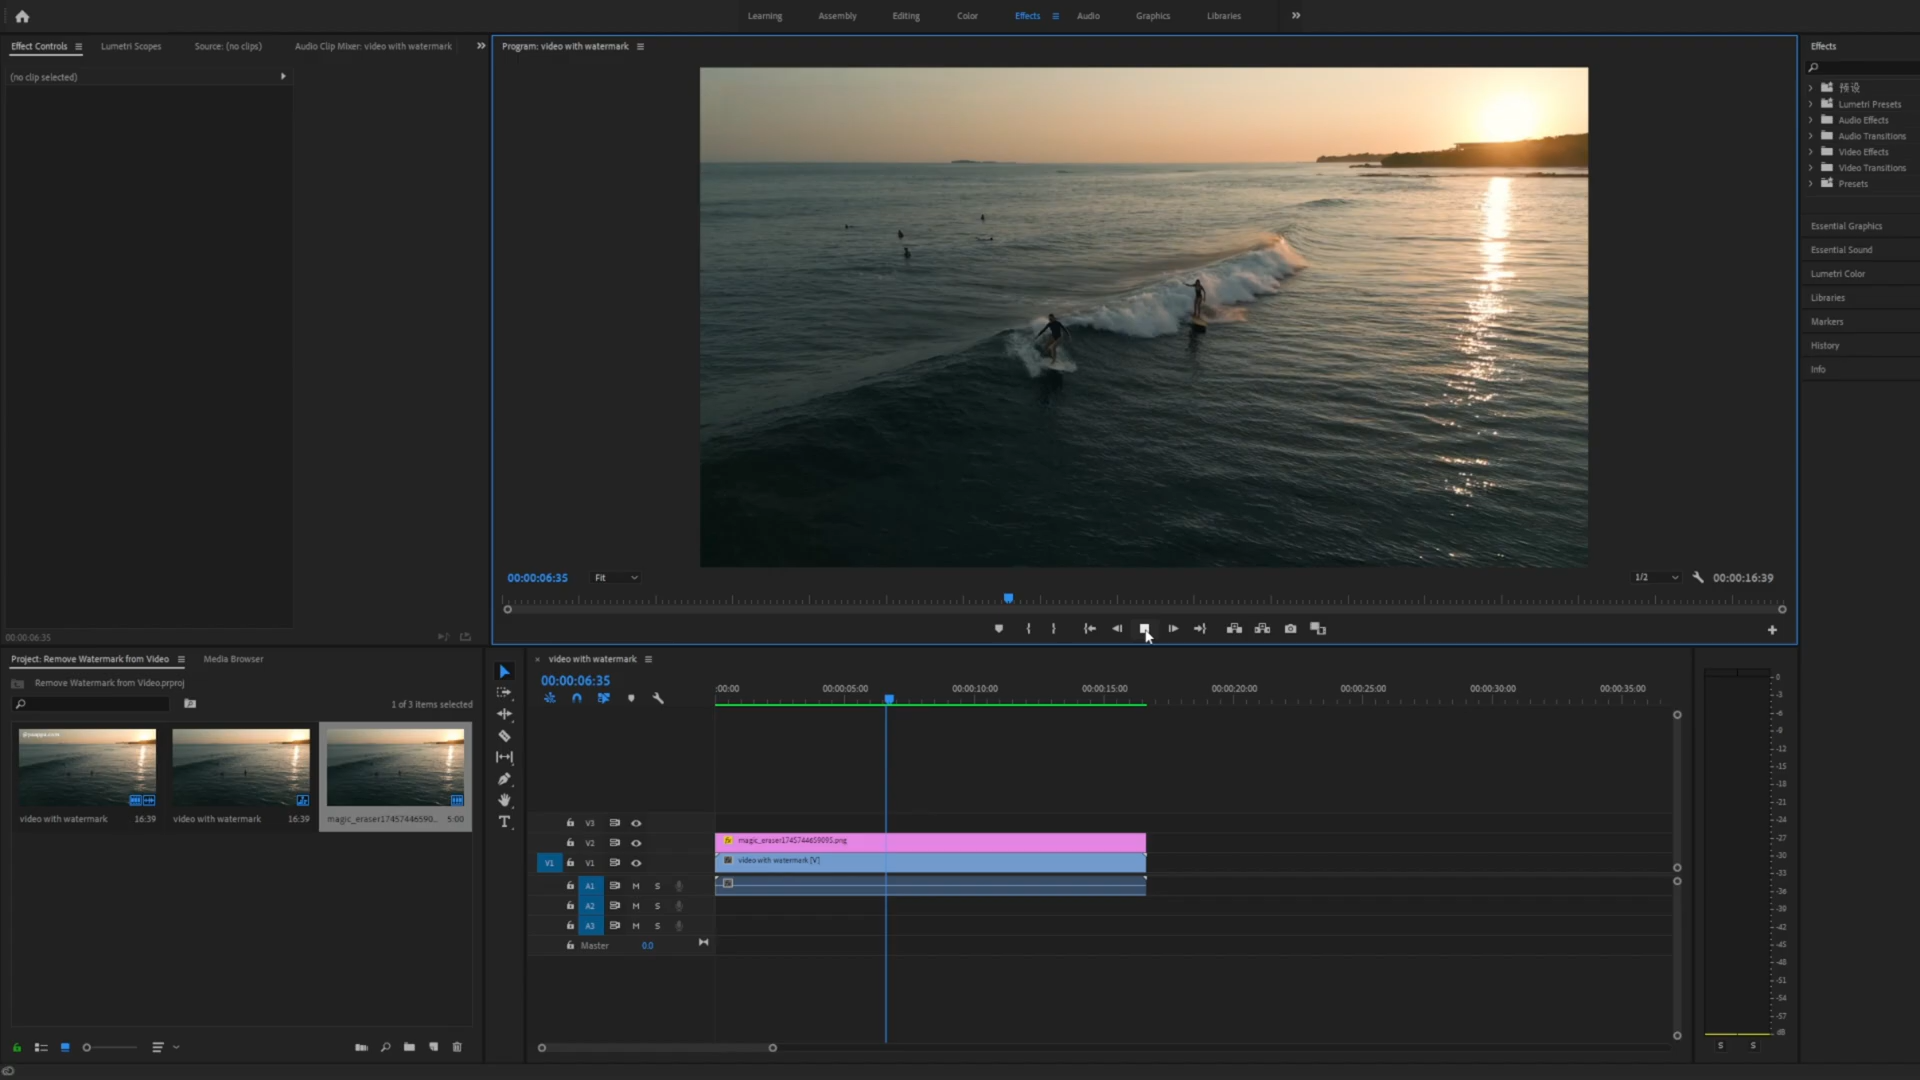 Learning Assembly Editing Color Effects Audio Graphics Libraries
Effect Controls Lumetri Scopes Source: (no clips) Audio Clip Mixer: video with watermark
(no clip selected)
00:00:06:35
Program: video with watermark
00:00:06:35 Fit 1/2 00:00:16:39
Effects
预设
Lumetri Presets
Audio Effects
Audio Transitions
Video Effects
Video Transitions
Presets
Essential Graphics
Essential Sound
Lumetri Color
Libraries
Markers
History
Info
Project: Remove Watermark from Video Media Browser
Remove Watermark from Video.prproj
1 of 3 items selected
video with watermark 16:39
video with watermark 16:39
magic_eraser17457446590... 5:00
video with watermark
00:00:06:35
:00:00 00:00:05:00 00:00:10:00 00:00:15:00 00:00:20:00 00:00:25:00 00:00:30:00 00:00:35:00
V3
V2 magic_eraser1745744659095.png
V1 V1 video with watermark [V]
A1 M S
A2 M S
A3 M S
Master 0.0
0
-3
-6
-9
-12
-15
-18
-21
-24
-27
-30
-33
-36
-39
-42
-45
-48
-51
-54
-57
dB
S S